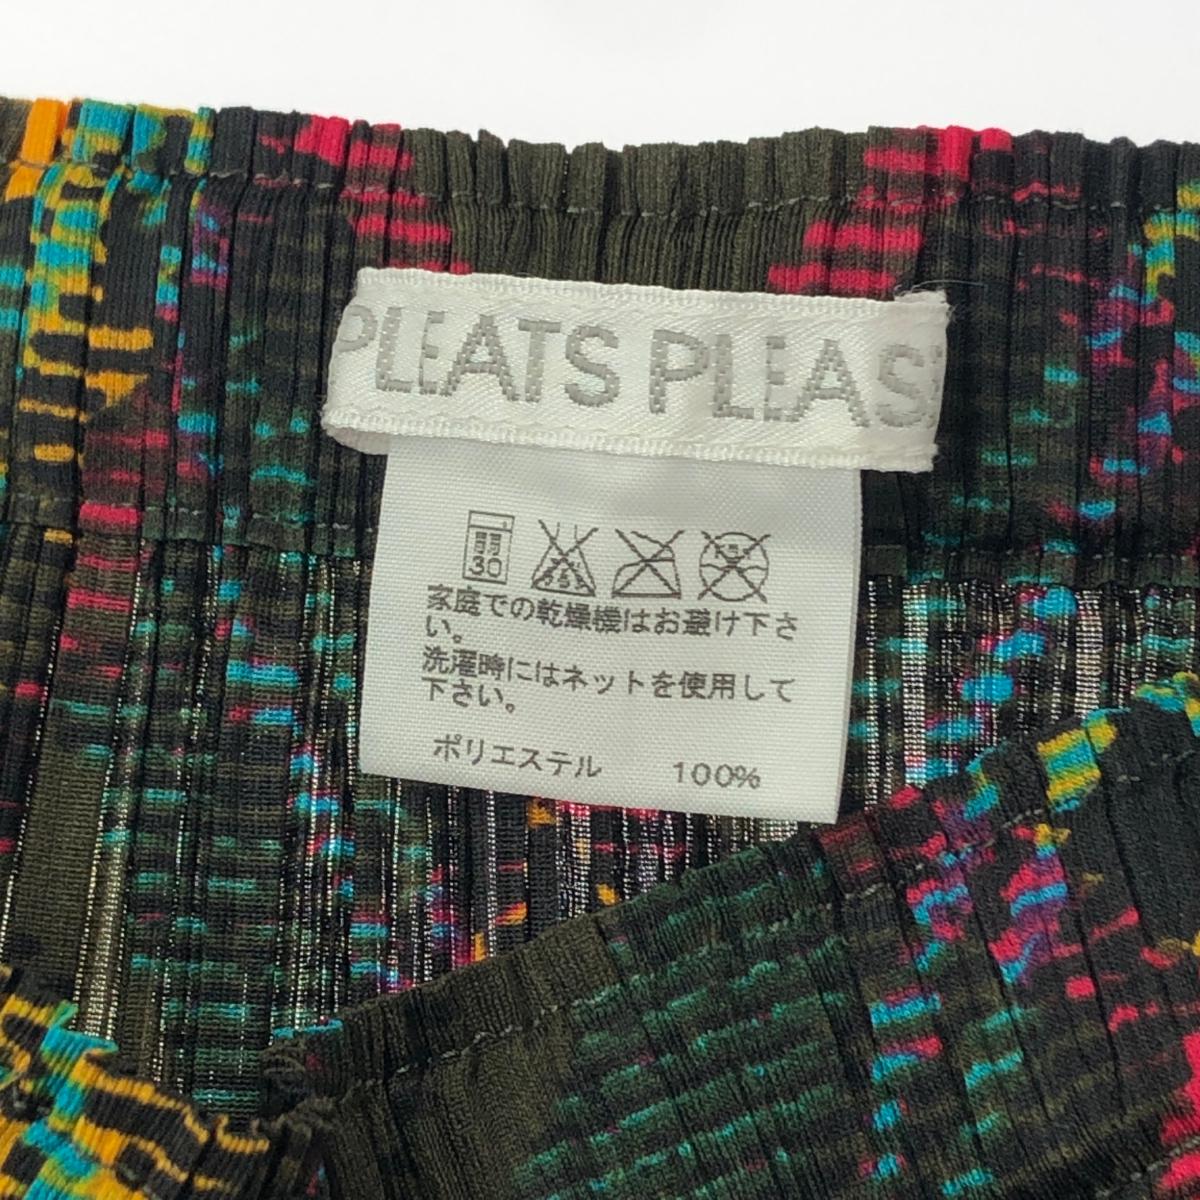 PLEATS PLEAS
弱
30
家庭での乾燥機はお避け下さ
い。
洗濯時にはネットを使用して
下さい。
ポリエステル 100%